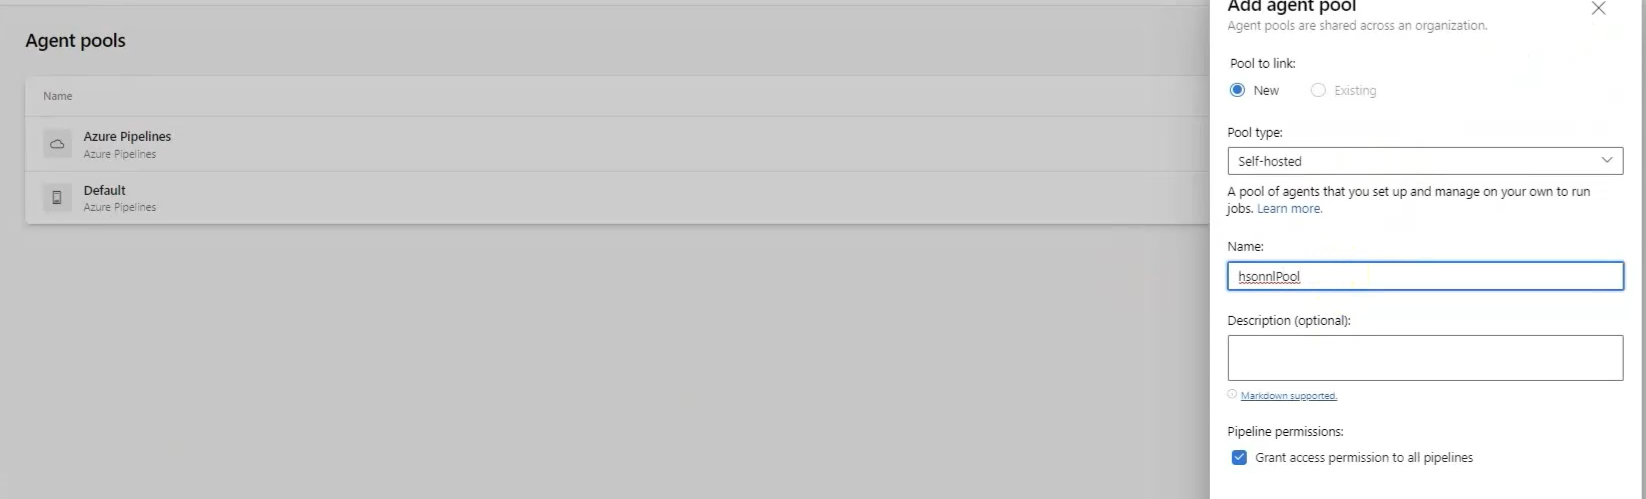 Agent pools
Name
Azure Pipelines
Azure Pipelines
Default
Azure Pipelines
Add agent pool
Agent pools are shared across an organization.
Pool to link:
New
Existing
Pool type:
Self-hosted
A pool of agents that you set up and manage on your own to run
jobs. Learn more.
Name:
hsonnlPool
Description (optional):
Markdown supported.
Pipeline permissions:
Grant access permission to all pipelines